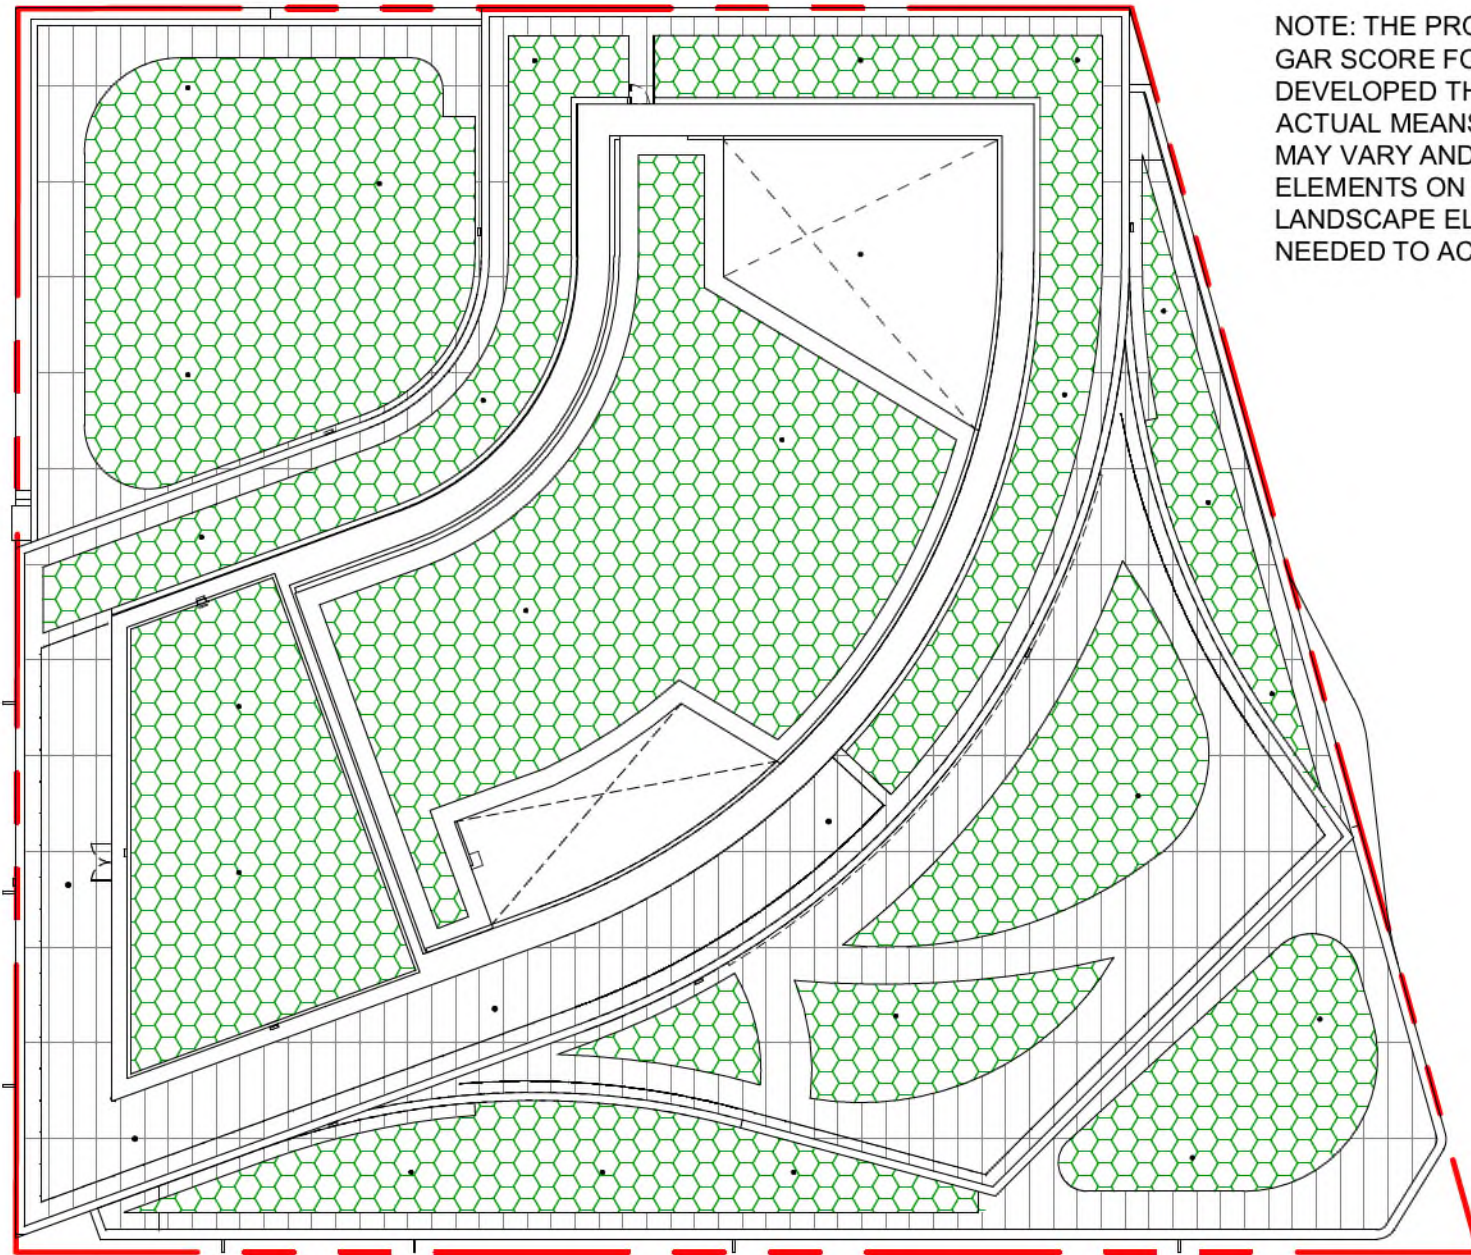 NOTE: THE PRO
GAR SCORE FO
DEVELOPED TH
ACTUAL MEANS
MAY VARY AND
ELEMENTS ON
LANDSCAPE EL
NEEDED TO AC